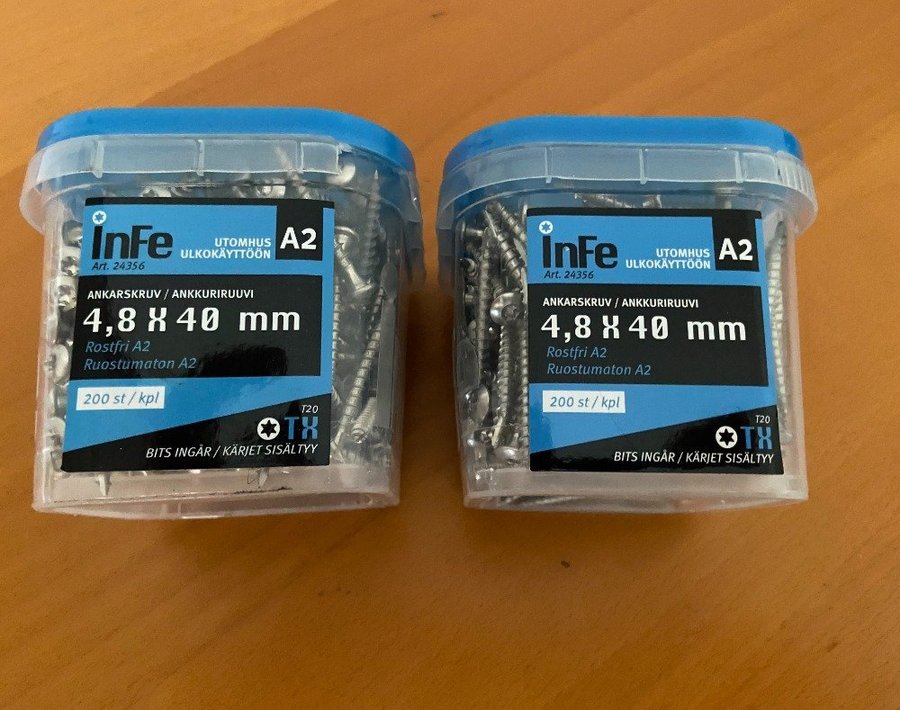 InFe
Art. 24356
UTOMHUS
ULKOKÄYTTÖÖN
A2
ANKARSKRUV / ANKKURIRUUVI
4,8 X 40 mm
Rostfri A2
Ruostumaton A2
200 st / kpl
T20
TX
BITS INGÅR / KÄRJET SISÄLTYY
InFe
Art. 24356
UTOMHUS
ULKOKÄYTTÖÖN
A2
ANKARSKRUV / ANKKURIRUUVI
4,8 X 40 mm
Rostfri A2
Ruostumaton A2
200 st / kpl
T20
TX
BITS INGÅR / KÄRJET SISÄLTYY